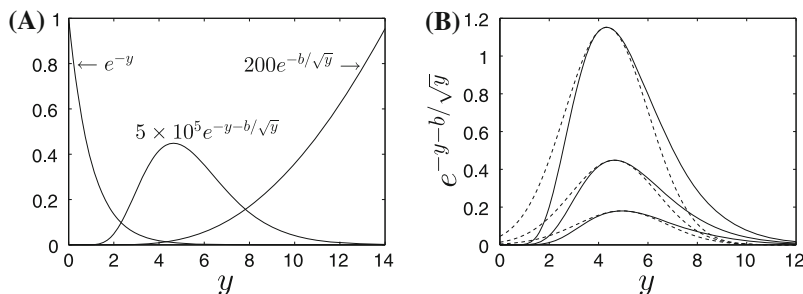 (A)
1
0.8
0.6
0.4
0.2
0
← e^{-y}
200e^{-b/\sqrt{y}} →
5 × 10^5 e^{-y-b/\sqrt{y}}
0 2 4 6 8 10 12 14
y
(B)
1.2
1
0.8
0.6
0.4
0.2
0
e^{-y-b/\sqrt{y}}
0 2 4 6 8 10 12
y